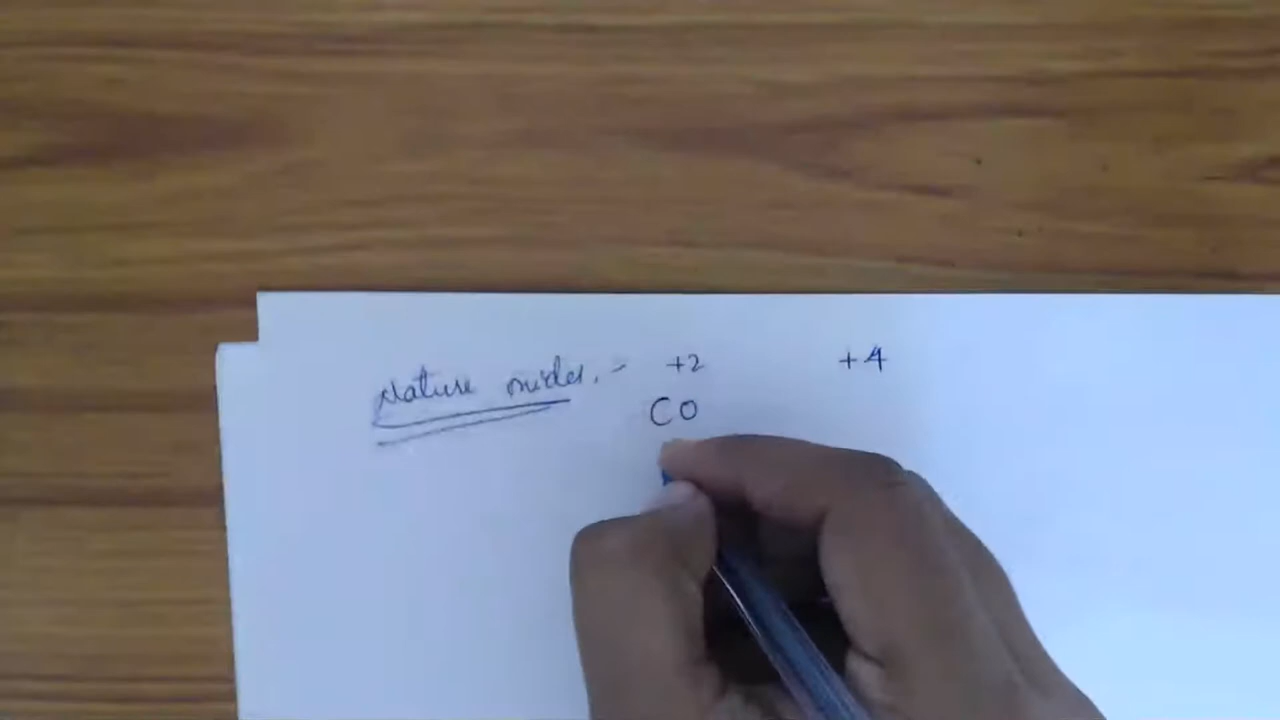 Nature oxides :- +2 +4
CO